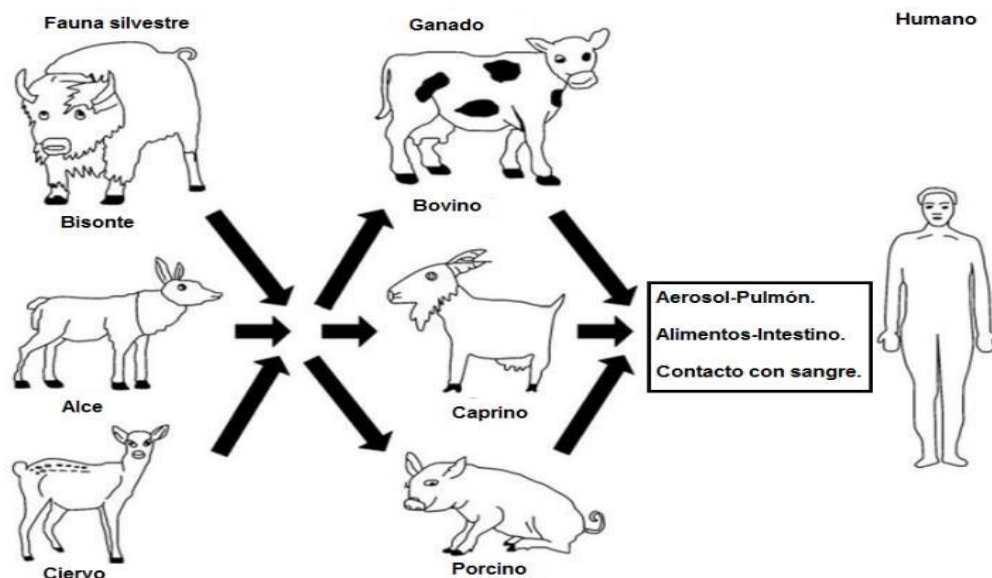 Fauna silvestre
Ganado
Humano
Bisonte
Bovino
Alce
Caprino
Ciervo
Porcino
Aerosol-Pulmón.
Alimentos-Intestino.
Contacto con sangre.